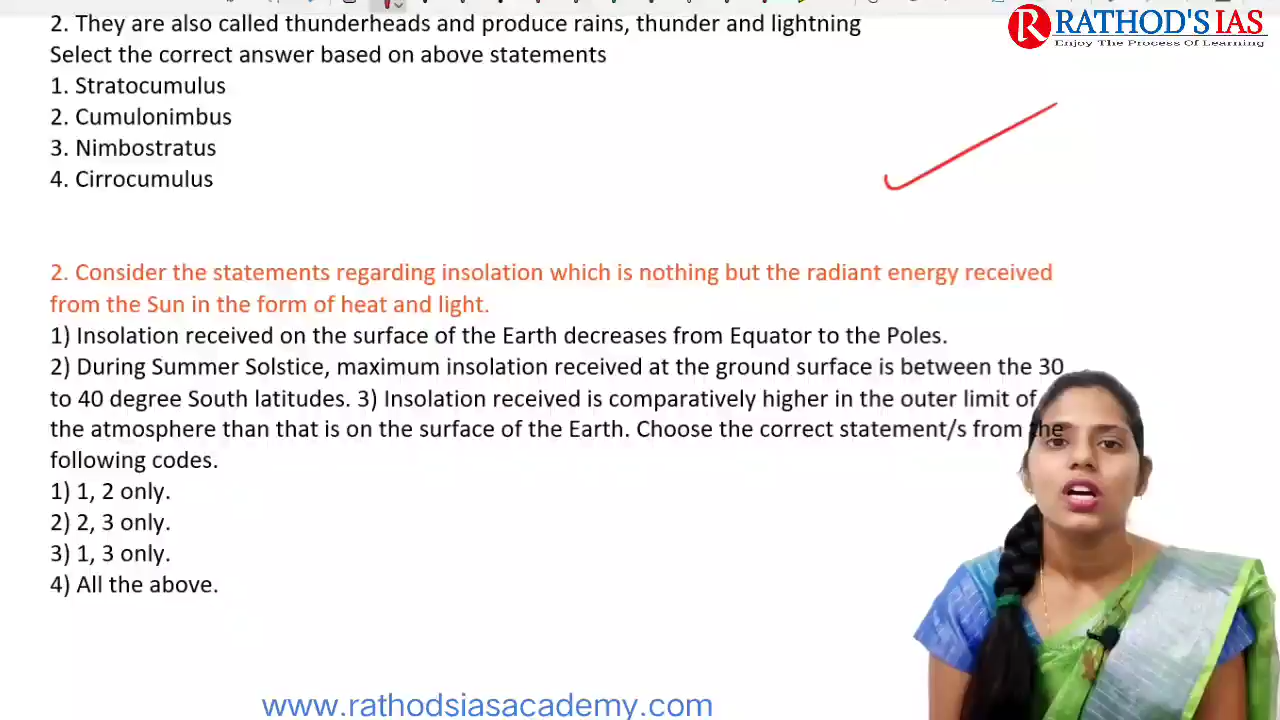 2. They are also called thunderheads and produce rains, thunder and lightning
RATHOD'S IAS
Enjoy The Process Of Learning
Select the correct answer based on above statements
1. Stratocumulus
2. Cumulonimbus
3. Nimbostratus
4. Cirrocumulus
2. Consider the statements regarding insolation which is nothing but the radiant energy received
from the Sun in the form of heat and light.
1) Insolation received on the surface of the Earth decreases from Equator to the Poles.
2) During Summer Solstice, maximum insolation received at the ground surface is between the 30
to 40 degree South latitudes. 3) Insolation received is comparatively higher in the outer limit of
the atmosphere than that is on the surface of the Earth. Choose the correct statement/s from the
following codes.
1) 1, 2 only.
2) 2, 3 only.
3) 1, 3 only.
4) All the above.
www.rathodsiasacademy.com